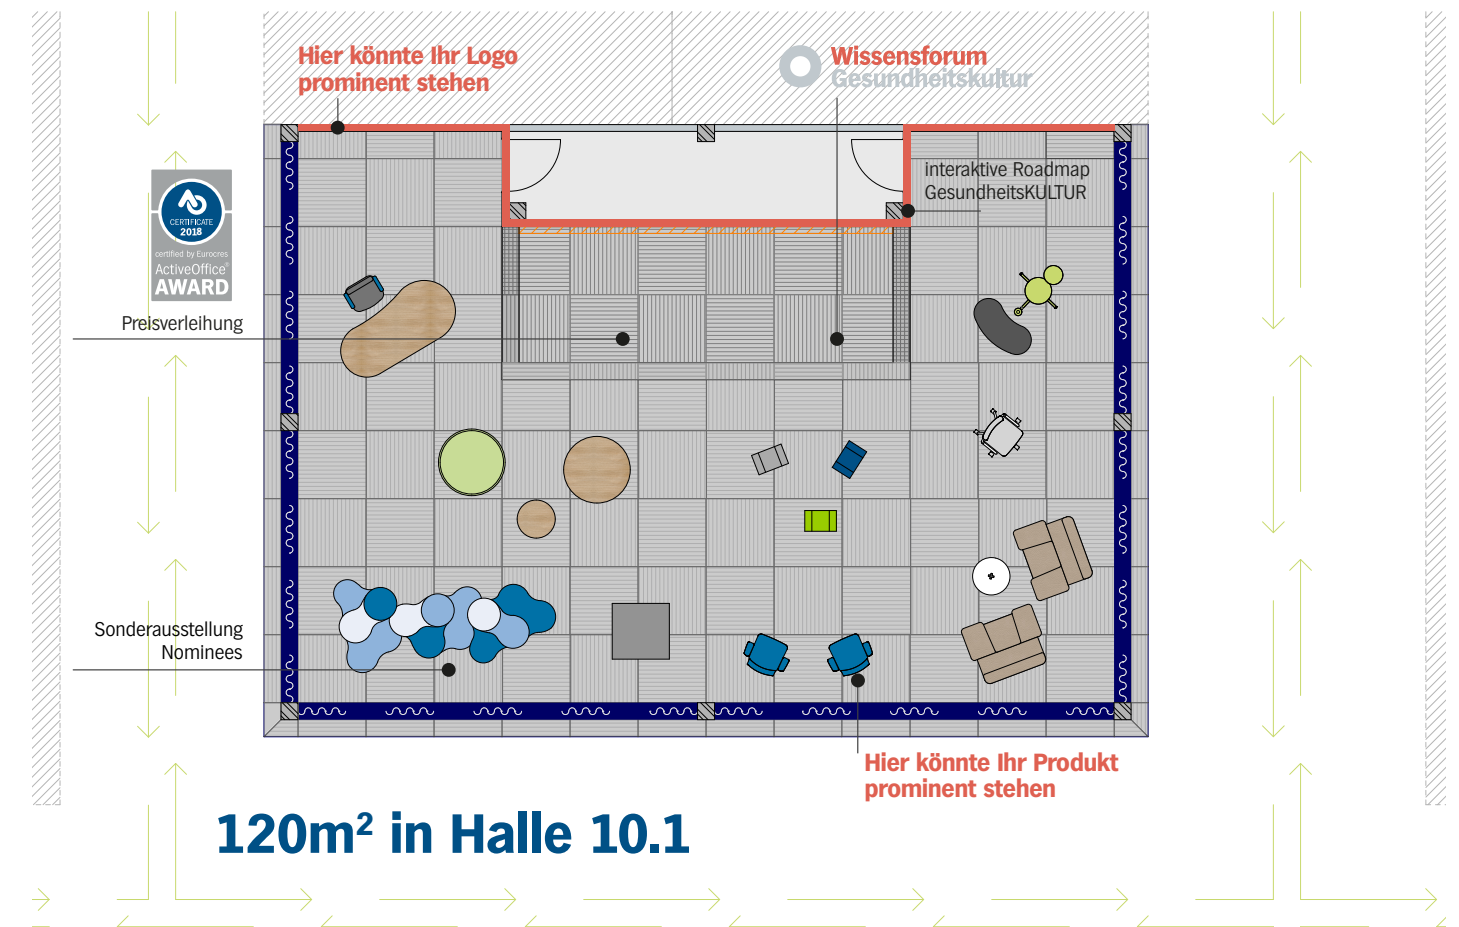 Hier könnte Ihr Logo
prominent stehen
Wissensforum
Gesundheitskultur
interaktive Roadmap
GesundheitsKULTUR
CERTIFICATE
2018
certified by Eurocres
ActiveOffice®
AWARD
Preisverleihung
Sonderausstellung
Nominees
Hier könnte Ihr Produkt
prominent stehen
120m² in Halle 10.1